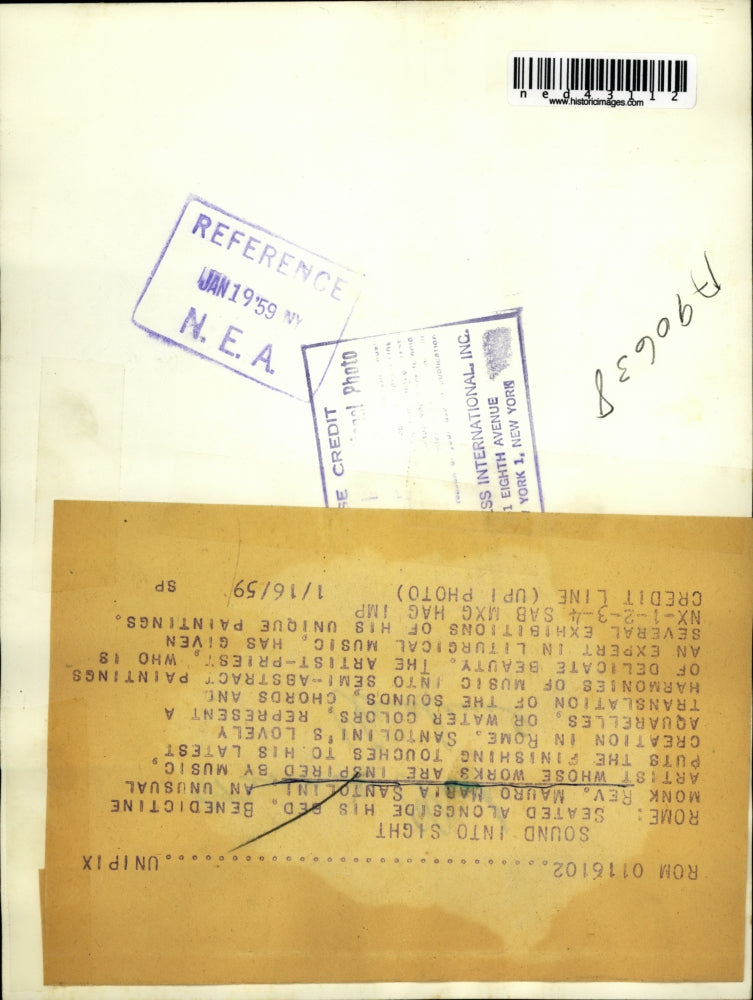 ned43112
www.historicimages.com
REFERENCE
JAN 19 '59 NY
N. E. A.
A90638
SE CREDIT
Photo
publication
SS INTERNATIONAL, INC.
1 EIGHTH AVENUE
YORK 1, NEW YORK
ROM 0116102..............................UNIPIX
SOUND INTO SIGHT
ROME: SEATED ALONGSIDE HIS BED, BENEDICTINE
MONK REV. MAURO MARIA SANTOLINI, AN UNUSUAL
ARTIST WHOSE WORKS ARE INSPIRED BY MUSIC,
PUTS THE FINISHING TOUCHES TO HIS LATEST
CREATION IN ROME. SANTOLINI'S LOVELY
AQUARELLES, OR WATER COLORS, REPRESENT A
TRANSLATION OF THE SOUNDS, CHORDS AND
HARMONIES OF MUSIC INTO SEMI-ABSTRACT PAINTINGS
OF DELICATE BEAUTY. THE ARTIST-PRIEST, WHO IS
AN EXPERT IN LITURGICAL MUSIC, HAS GIVEN
SEVERAL EXHIBITIONS OF HIS UNIQUE PAINTINGS.
NX-1-2-3-4 SAB MXG HAG IMP
CREDIT LINE (UPI PHOTO) 1/16/59 SP